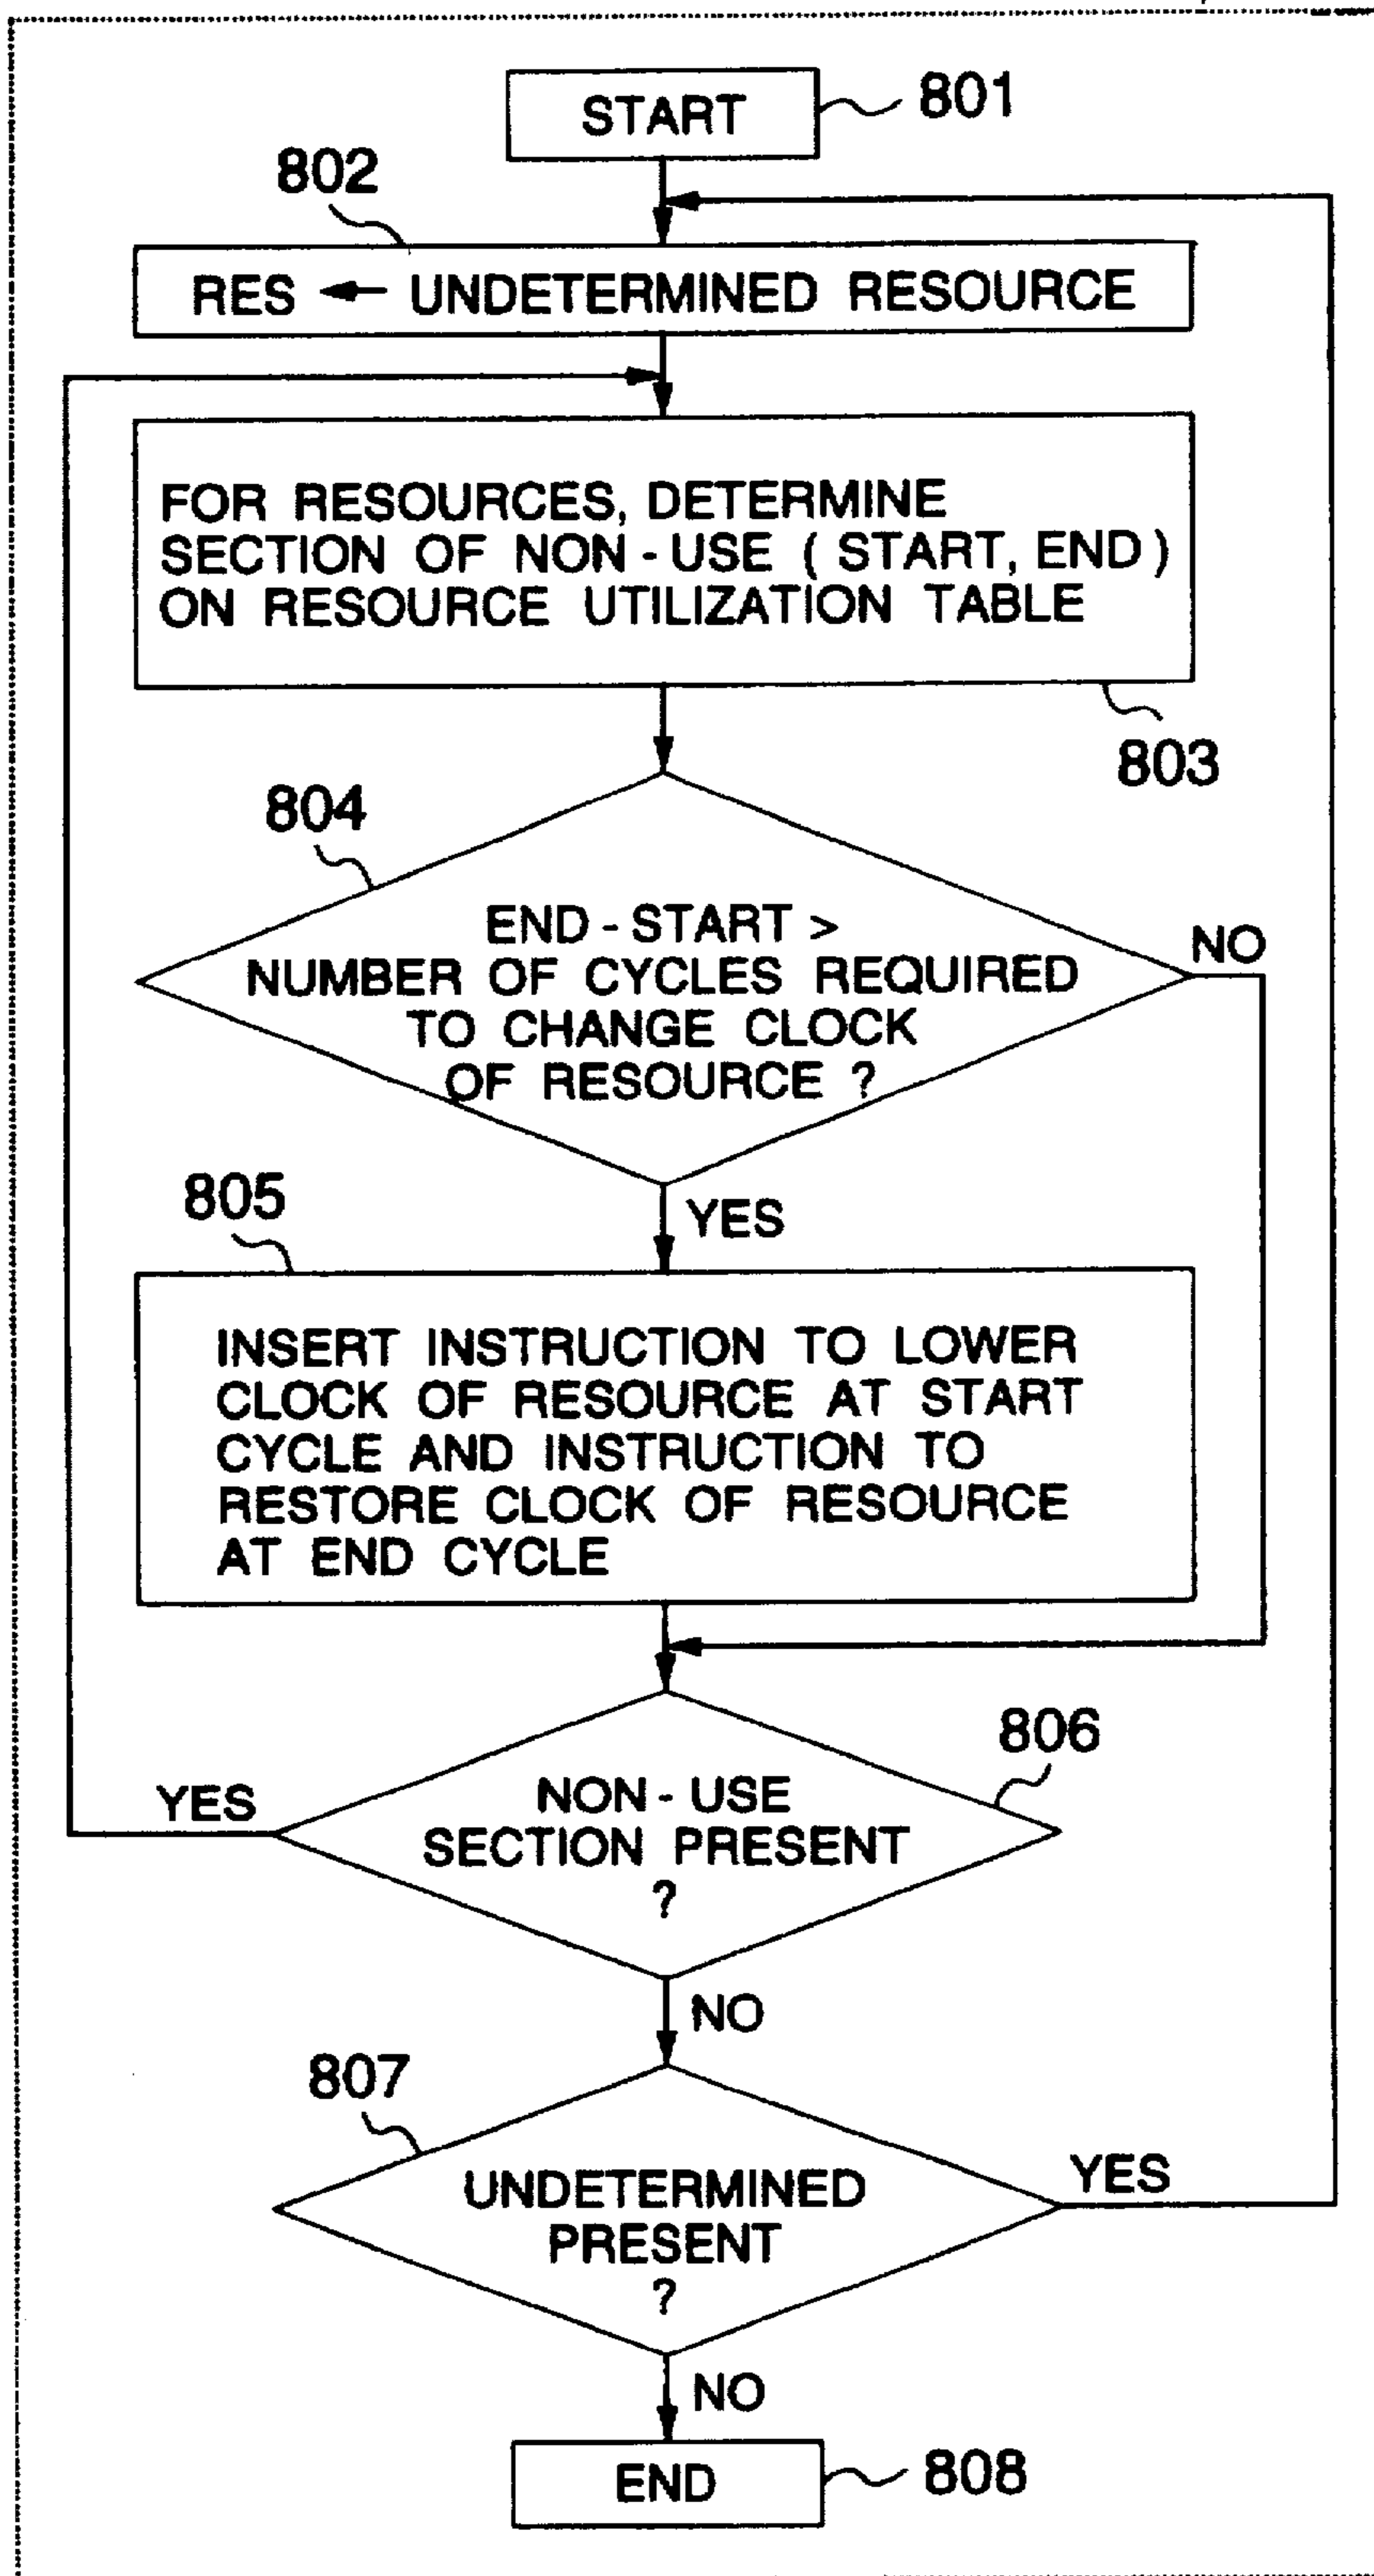 START
801
802
RES ← UNDETERMINED RESOURCE
FOR RESOURCES, DETERMINE
SECTION OF NON-USE (START, END)
ON RESOURCE UTILIZATION TABLE
803
804
END-START >
NUMBER OF CYCLES REQUIRED
TO CHANGE CLOCK
OF RESOURCE ?
NO
YES
805
INSERT INSTRUCTION TO LOWER
CLOCK OF RESOURCE AT START
CYCLE AND INSTRUCTION TO
RESTORE CLOCK OF RESOURCE
AT END CYCLE
806
YES
NON-USE
SECTION PRESENT
?
NO
807
UNDETERMINED
PRESENT
?
YES
NO
END
808